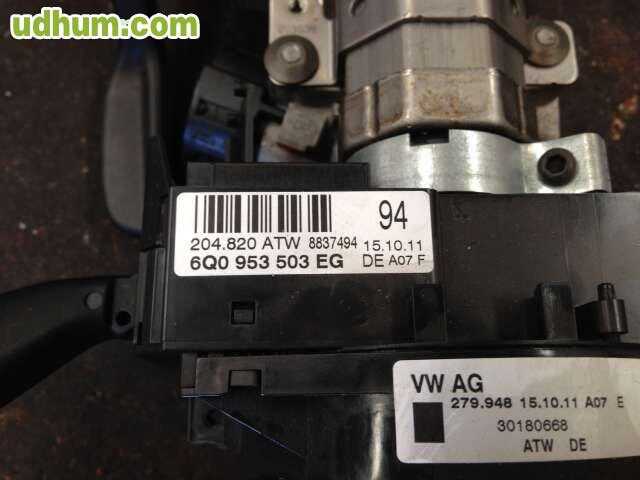 udhum.com
94
204.820 ATW 8837494 15.10.11
6Q0 953 503 EG DE A07 F
VW AG
279.948 15.10.11 A07 E
30180668
ATW DE